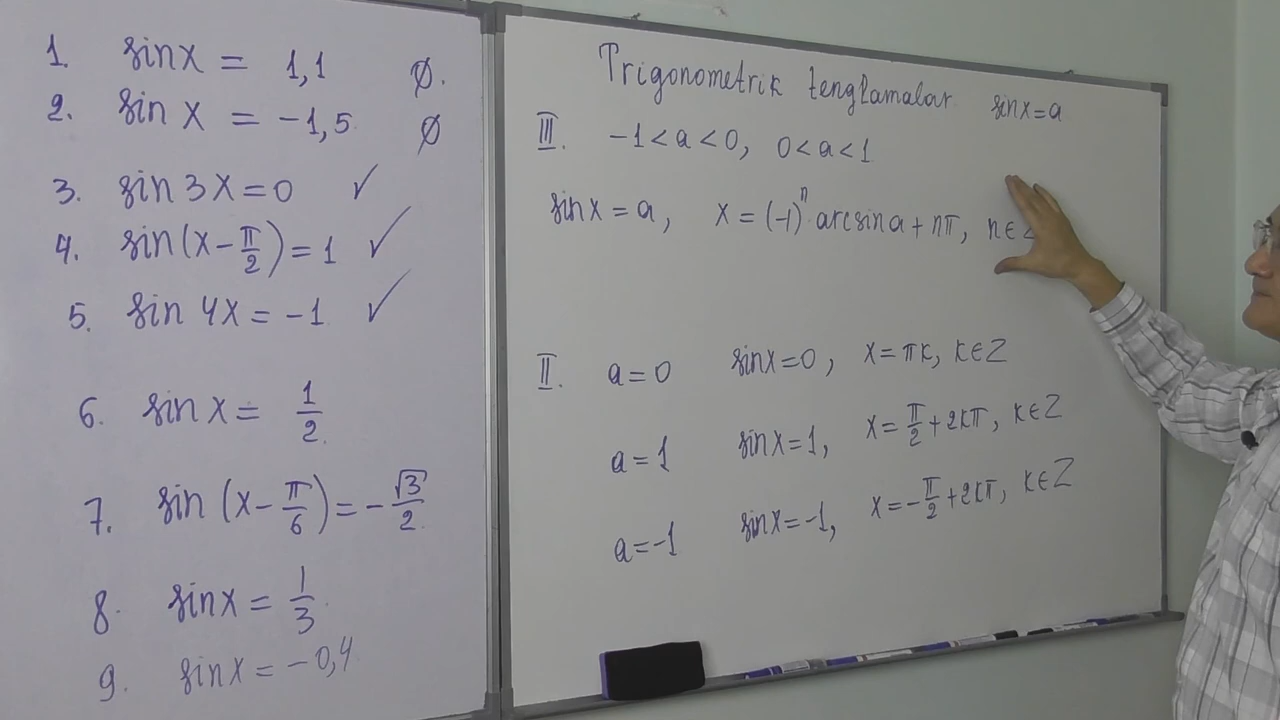 1. sinx = 1,1 ∅.
2. sin x = -1,5 ∅
3. sin 3x = 0 ✓
4. sin(x - π/2) = 1 ✓
5. sin 4x = -1 ✓
6. sin x = 1/2
7. sin (x - π/6) = - √3/2
8. sinx = 1/3
9. sinx = -0,4
Trigonometrik tenglamalar sinx = a
III. -1 < a < 0, 0 < a < 1
sinx = a, x = (-1)ⁿ · arcsin a + nπ, n ∈
II. a = 0 sinx = 0, x = πk, k ∈ Z
a = 1 sinx = 1, x = π/2 + 2kπ, k ∈ Z
a = -1 sinx = -1, x = - π/2 + 2kπ, k ∈ Z